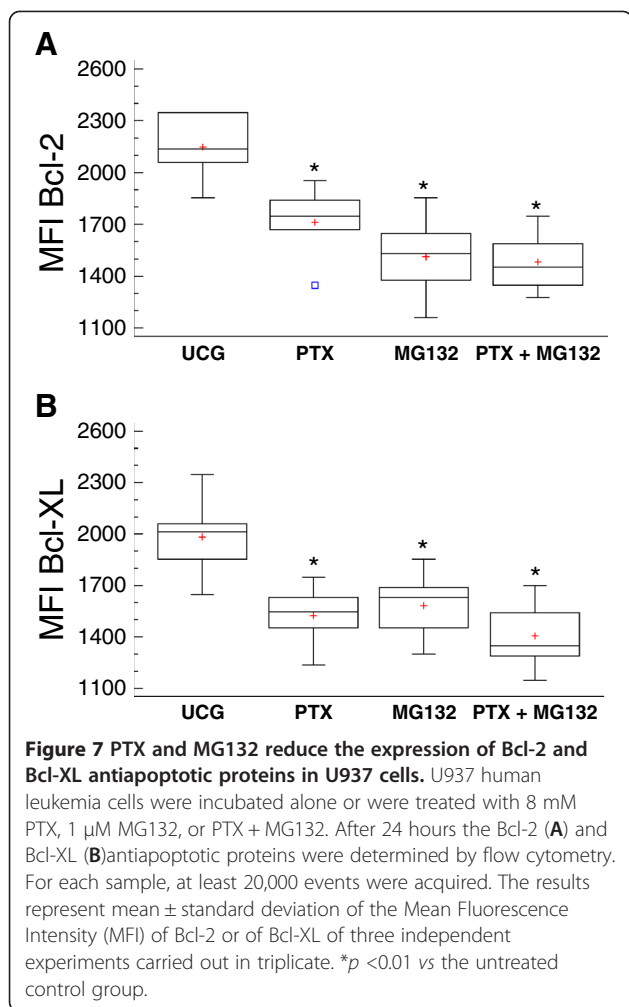 A
2600
2300
2000
1700
1400
1100
MFI Bcl-2
* * *
UCG PTX MG132 PTX + MG132
B
2600
2300
2000
1700
1400
1100
MFI Bcl-XL
* * *
UCG PTX MG132 PTX + MG132
Figure 7 PTX and MG132 reduce the expression of Bcl-2 and
Bcl-XL antiapoptotic proteins in U937 cells. U937 human
leukemia cells were incubated alone or were treated with 8 mM
PTX, 1 μM MG132, or PTX + MG132. After 24 hours the Bcl-2 (A) and
Bcl-XL (B)antiapoptotic proteins were determined by flow cytometry.
For each sample, at least 20,000 events were acquired. The results
represent mean ± standard deviation of the Mean Fluorescence
Intensity (MFI) of Bcl-2 or of Bcl-XL of three independent
experiments carried out in triplicate. *p <0.01 vs the untreated
control group.